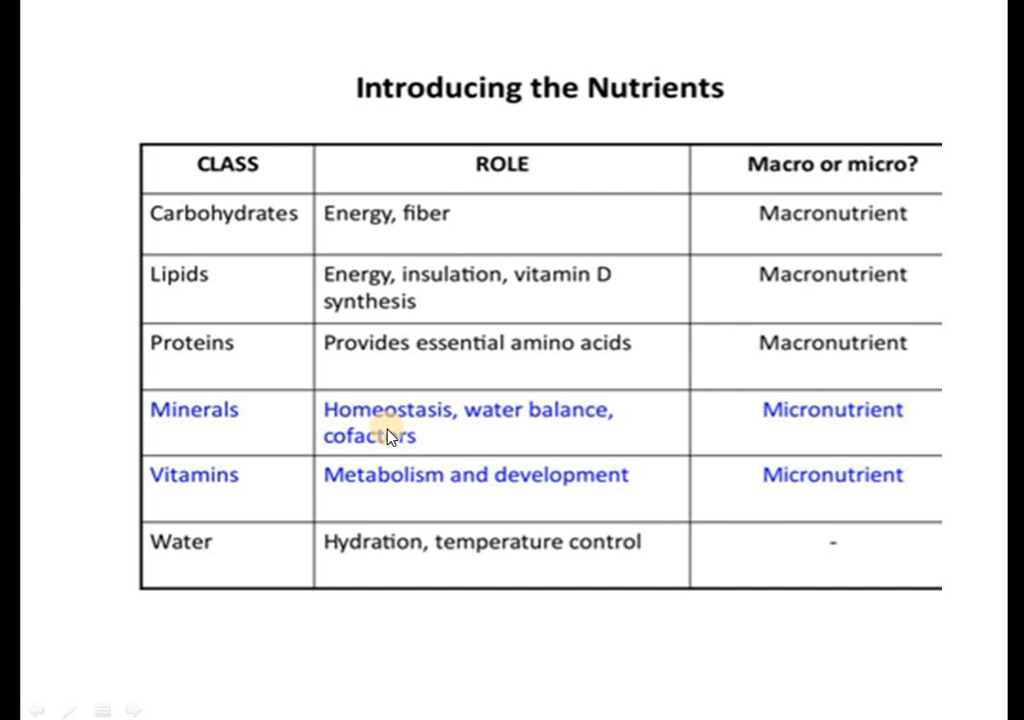 Introducing the Nutrients
CLASS ROLE Macro or micro?
Carbohydrates Energy, fiber Macronutrient
Lipids Energy, insulation, vitamin D Macronutrient
synthesis
Proteins Provides essential amino acids Macronutrient
Minerals Homeostasis, water balance, Micronutrient
cofactors
Vitamins Metabolism and development Micronutrient
Water Hydration, temperature control -